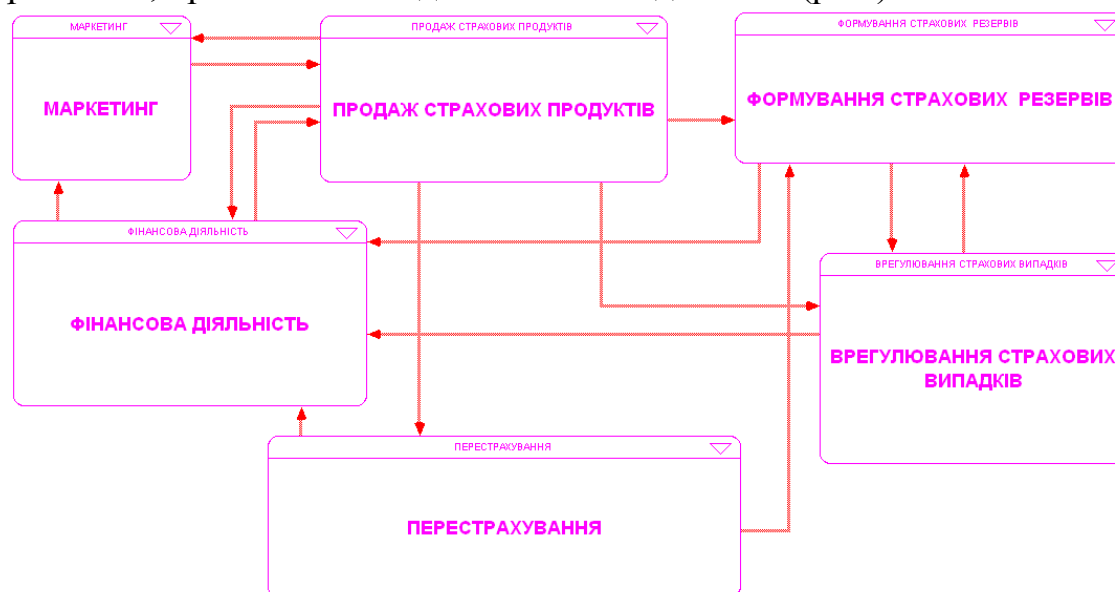 МАРКЕТИНГ
МАРКЕТИНГ
ПРОДАЖ СТРАХОВИХ ПРОДУКТІВ
ПРОДАЖ СТРАХОВИХ ПРОДУКТІВ
ФОРМУВАННЯ СТРАХОВИХ РЕЗЕРВІВ
ФОРМУВАННЯ СТРАХОВИХ РЕЗЕРВІВ
ФІНАНСОВА ДІЯЛЬНІСТЬ
ФІНАНСОВА ДІЯЛЬНІСТЬ
ВРЕГУЛЮВАННЯ СТРАХОВИХ ВИПАДКІВ
ВРЕГУЛЮВАННЯ СТРАХОВИХ
ВИПАДКІВ
ПЕРЕСТРАХУВАННЯ
ПЕРЕСТРАХУВАННЯ